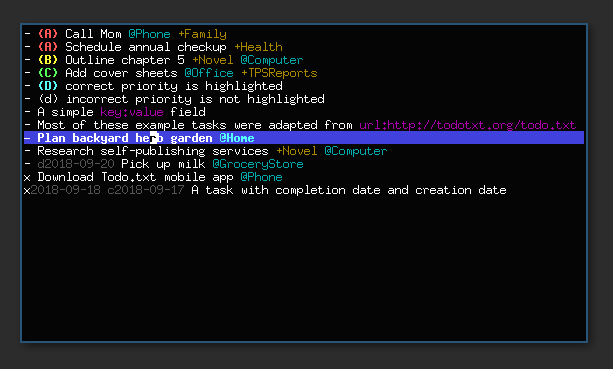 - (A) Call Mom @Phone +Family
- (A) Schedule annual checkup +Health
- (B) Outline chapter 5 +Novel @Computer
- (C) Add cover sheets @Office +TPSReports
- (D) correct priority is highlighted
- (d) incorrect priority is not highlighted
- A simple key:value field
- Most of these example tasks were adapted from url:http://todotxt.org/todo.txt
- Plan backyard herb garden @Home
- Research self-publishing services +Novel @Computer
- d2018-09-20 Pick up milk @GroceryStore
x Download Todo.txt mobile app @Phone
x2018-09-18 c2018-09-17 A task with completion date and creation date